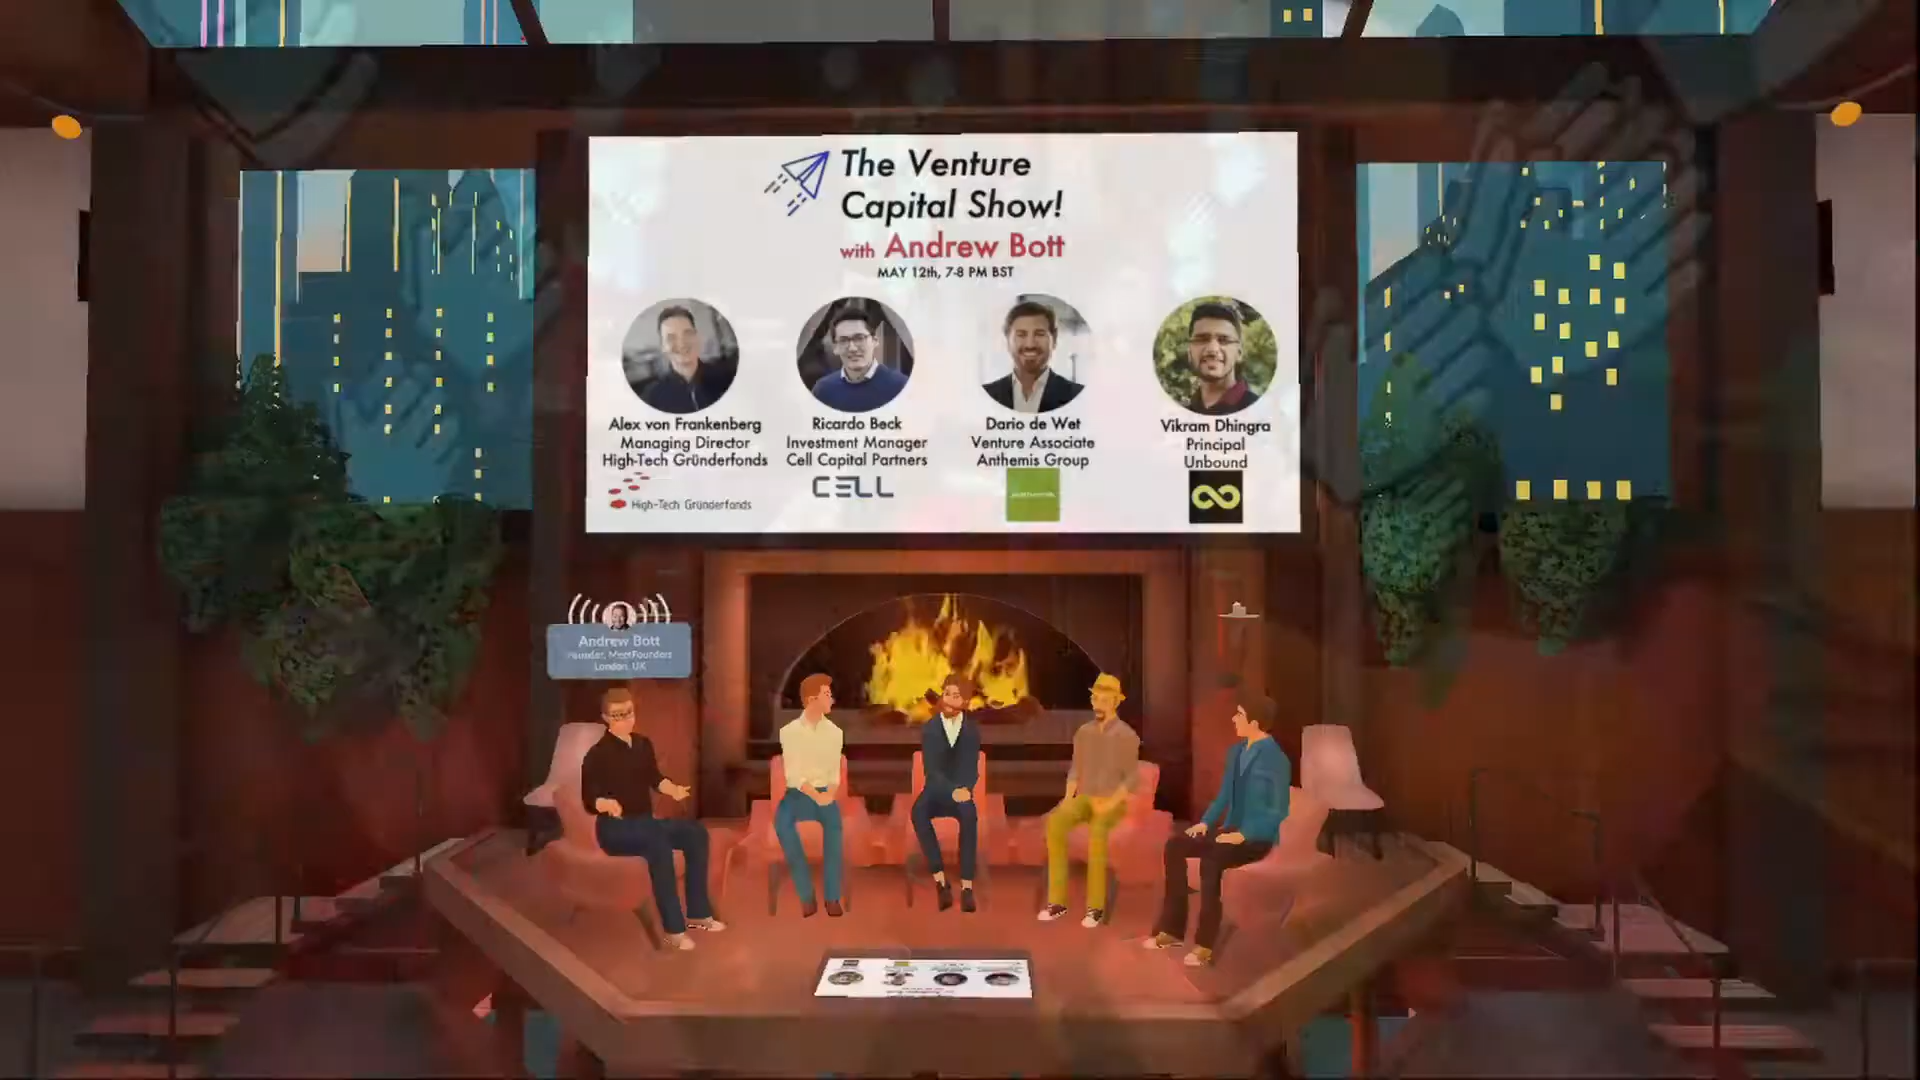 The Venture
Capital Show!
with Andrew Bott
MAY 12th, 7-8 PM BST
Alex von Frankenberg
Managing Director
High-Tech Gründerfonds
High-Tech Gründerfonds
Ricardo Beck
Investment Manager
Cell Capital Partners
CELL
Dario de Wet
Venture Associate
Anthemis Group
Vikram Dhingra
Principal
Unbound
Andrew Bott
Founder, MeetFounders
London, UK